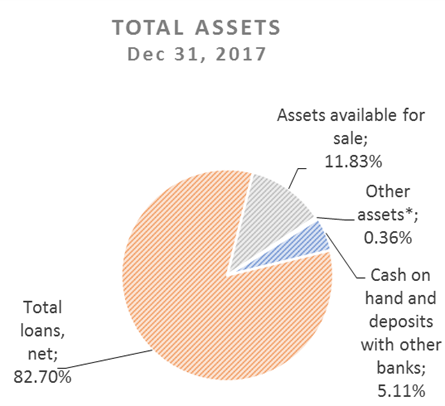 TOTAL ASSETS
Dec 31, 2017
Assets available for
sale;
11.83%
Other
assets*;
0.36%
Cash on
hand and
deposits
with other
banks;
5.11%
Total
loans,
net;
82.70%